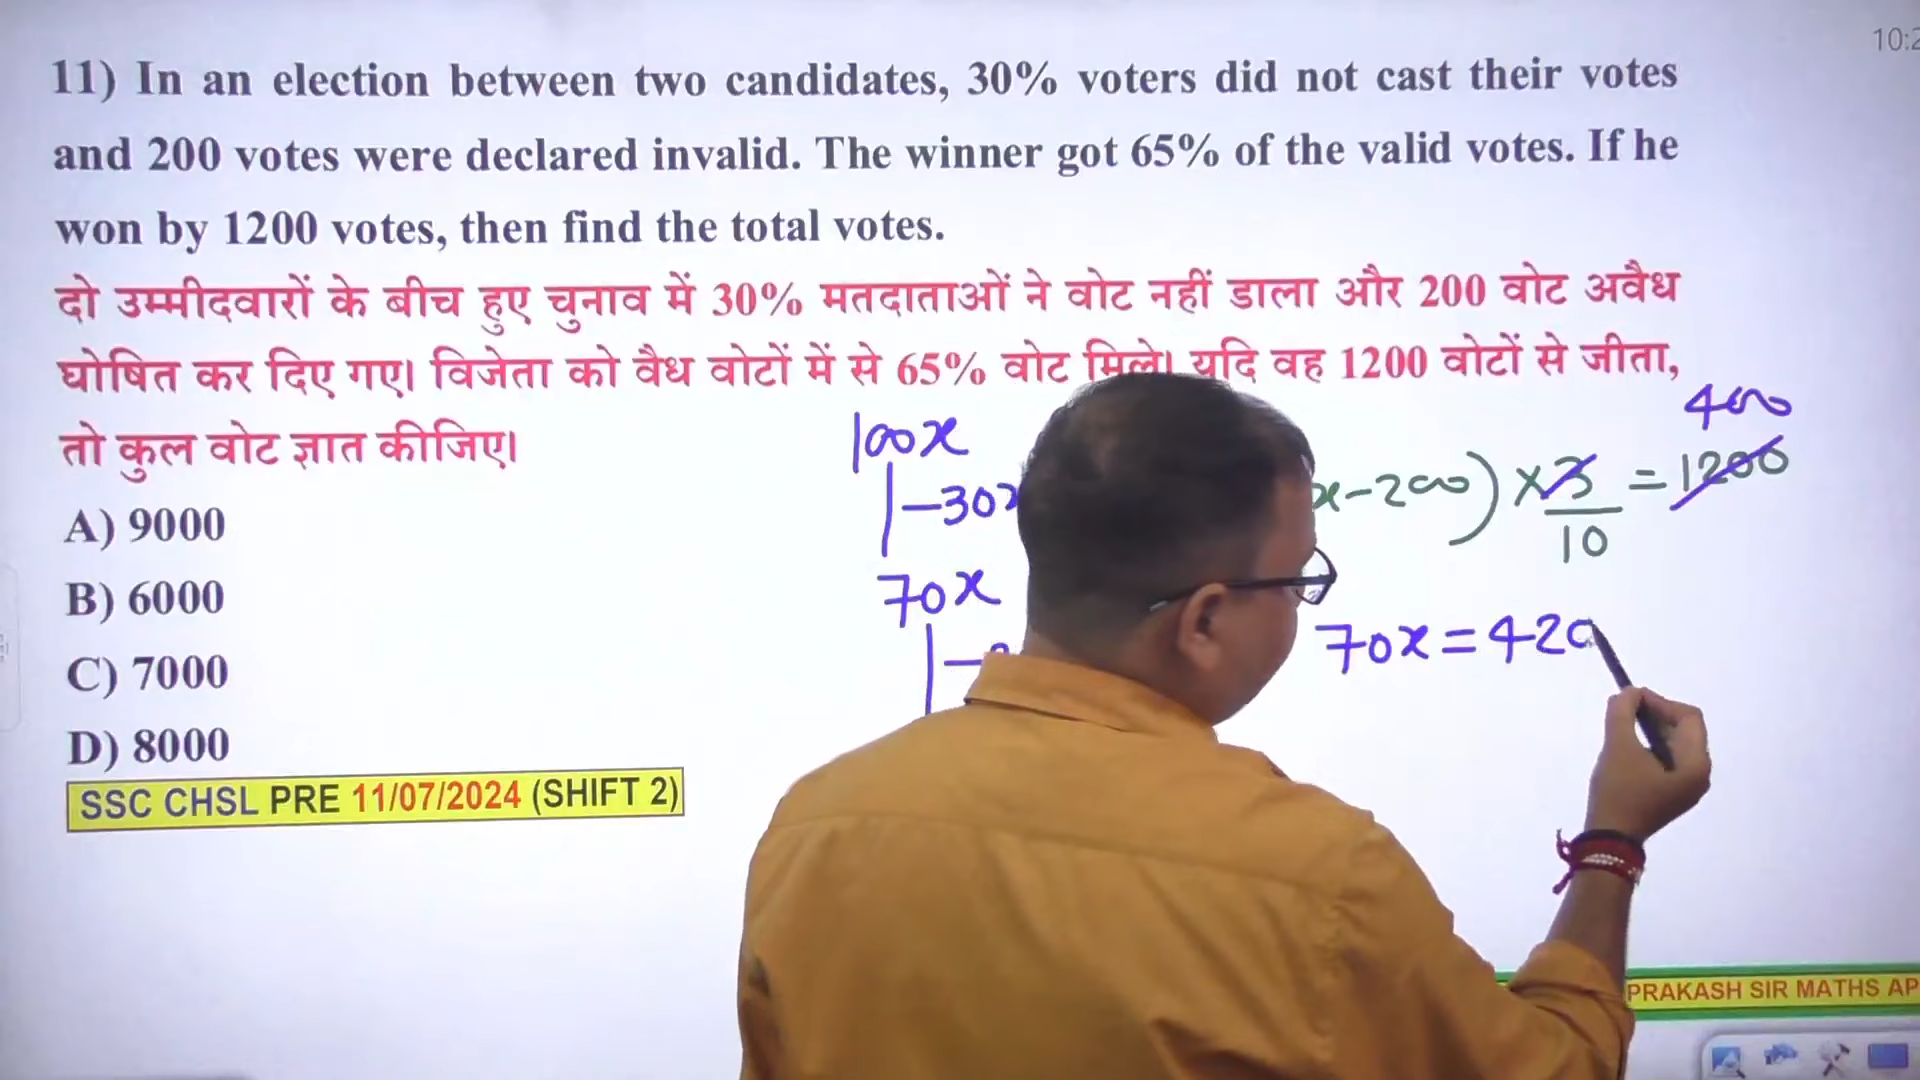 10:2
11) In an election between two candidates, 30% voters did not cast their votes
and 200 votes were declared invalid. The winner got 65% of the valid votes. If he
won by 1200 votes, then find the total votes.
दो उम्मीदवारों के बीच हुए चुनाव में 30% मतदाताओं ने वोट नहीं डाला और 200 वोट अवैध
घोषित कर दिए गए। विजेता को वैध वोटों में से 65% वोट मिले। यदि वह 1200 वोटों से जीता,
तो कुल वोट ज्ञात कीजिए।
A) 9000
B) 6000
C) 7000
D) 8000
SSC CHSL PRE 11/07/2024 (SHIFT 2)
100x
-30x
70x
400
x-200) × 3/10 = 1200
70x = 420
PRAKASH SIR MATHS AP